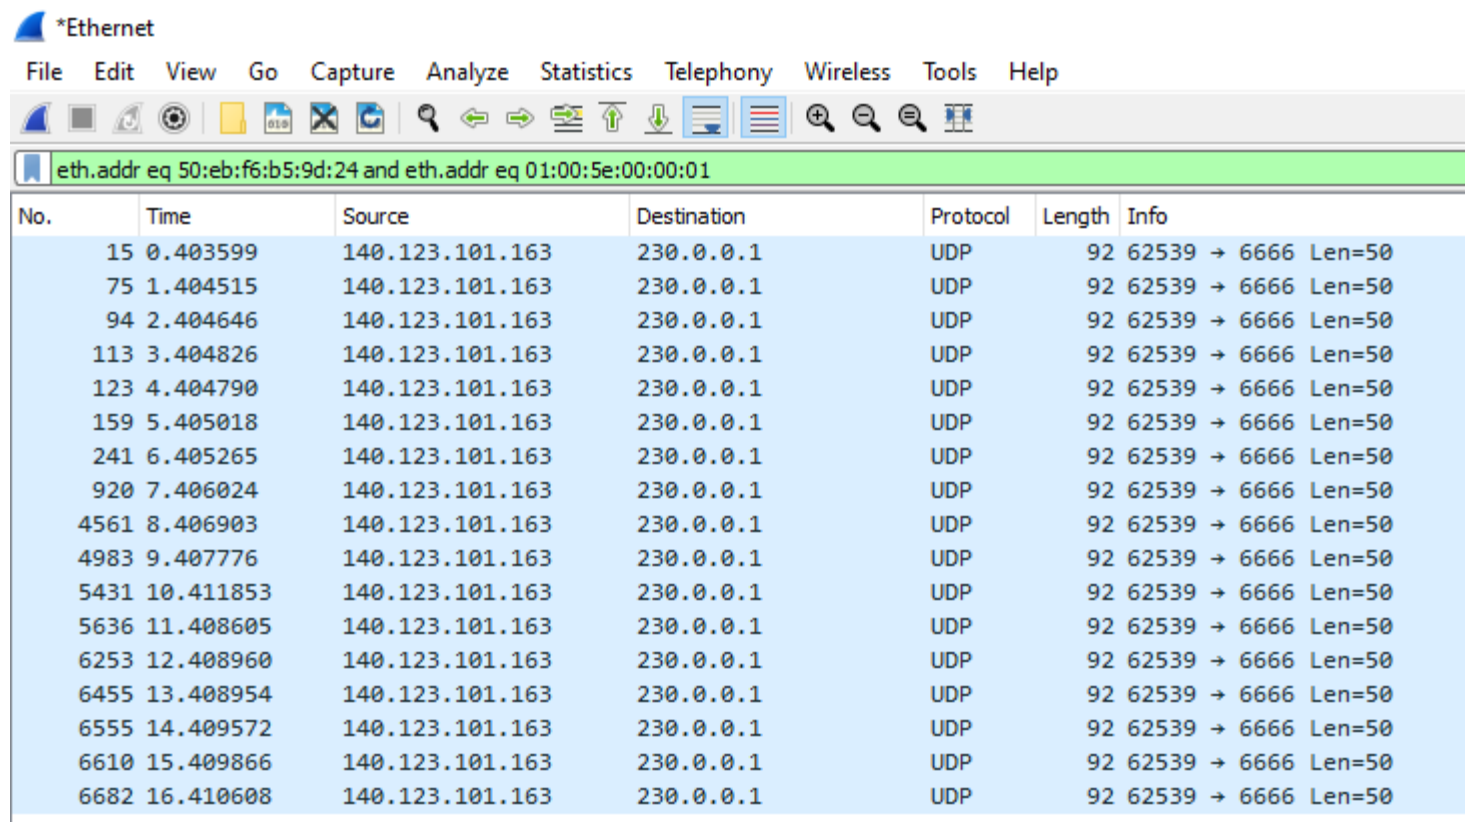 *Ethernet
File Edit View Go Capture Analyze Statistics Telephony Wireless Tools Help
eth.addr eq 50:eb:f6:b5:9d:24 and eth.addr eq 01:00:5e:00:00:01
No. Time Source Destination Protocol Length Info
15 0.403599 140.123.101.163 230.0.0.1 UDP 92 62539 → 6666 Len=50
75 1.404515 140.123.101.163 230.0.0.1 UDP 92 62539 → 6666 Len=50
94 2.404646 140.123.101.163 230.0.0.1 UDP 92 62539 → 6666 Len=50
113 3.404826 140.123.101.163 230.0.0.1 UDP 92 62539 → 6666 Len=50
123 4.404790 140.123.101.163 230.0.0.1 UDP 92 62539 → 6666 Len=50
159 5.405018 140.123.101.163 230.0.0.1 UDP 92 62539 → 6666 Len=50
241 6.405265 140.123.101.163 230.0.0.1 UDP 92 62539 → 6666 Len=50
920 7.406024 140.123.101.163 230.0.0.1 UDP 92 62539 → 6666 Len=50
4561 8.406903 140.123.101.163 230.0.0.1 UDP 92 62539 → 6666 Len=50
4983 9.407776 140.123.101.163 230.0.0.1 UDP 92 62539 → 6666 Len=50
5431 10.411853 140.123.101.163 230.0.0.1 UDP 92 62539 → 6666 Len=50
5636 11.408605 140.123.101.163 230.0.0.1 UDP 92 62539 → 6666 Len=50
6253 12.408960 140.123.101.163 230.0.0.1 UDP 92 62539 → 6666 Len=50
6455 13.408954 140.123.101.163 230.0.0.1 UDP 92 62539 → 6666 Len=50
6555 14.409572 140.123.101.163 230.0.0.1 UDP 92 62539 → 6666 Len=50
6610 15.409866 140.123.101.163 230.0.0.1 UDP 92 62539 → 6666 Len=50
6682 16.410608 140.123.101.163 230.0.0.1 UDP 92 62539 → 6666 Len=50